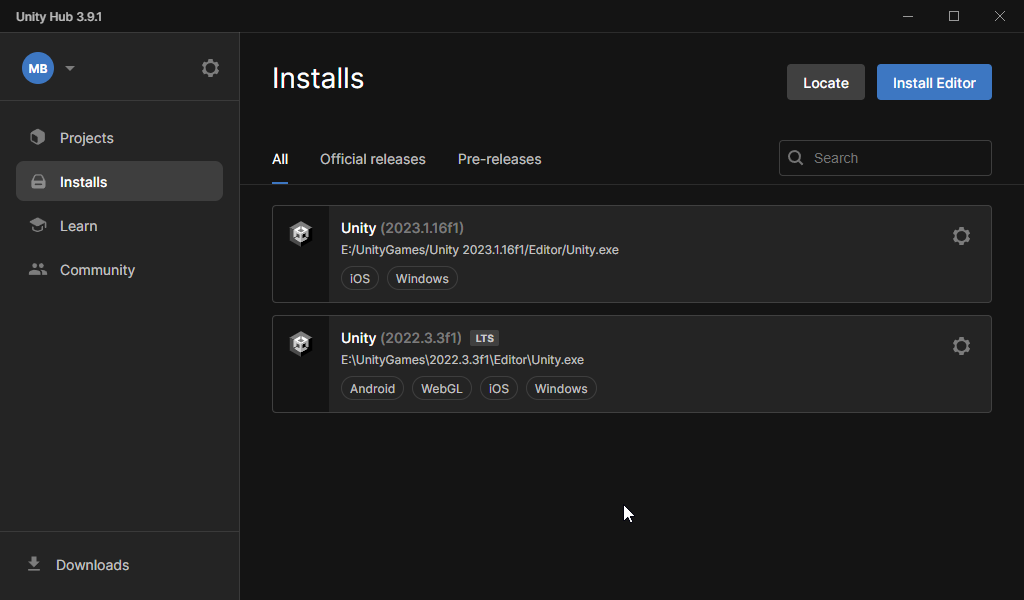 Unity Hub 3.9.1
MB
Projects
Installs
Learn
Community
Downloads
Installs
Locate
Install Editor
All
Official releases
Pre-releases
Search
Unity (2023.1.16f1)
E:/UnityGames/Unity 2023.1.16f1/Editor/Unity.exe
iOS
Windows
Unity (2022.3.3f1) LTS
E:\UnityGames\2022.3.3f1\Editor\Unity.exe
Android
WebGL
iOS
Windows